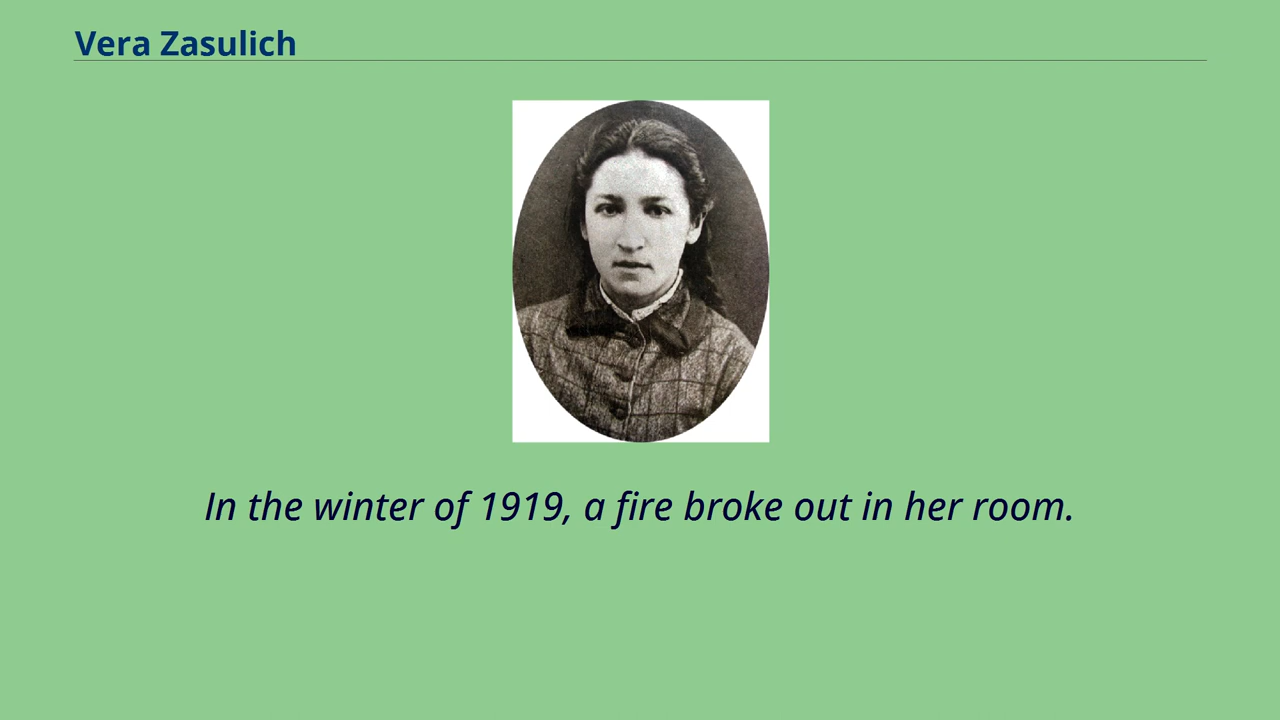 Vera Zasulich
In the winter of 1919, a fire broke out in her room.